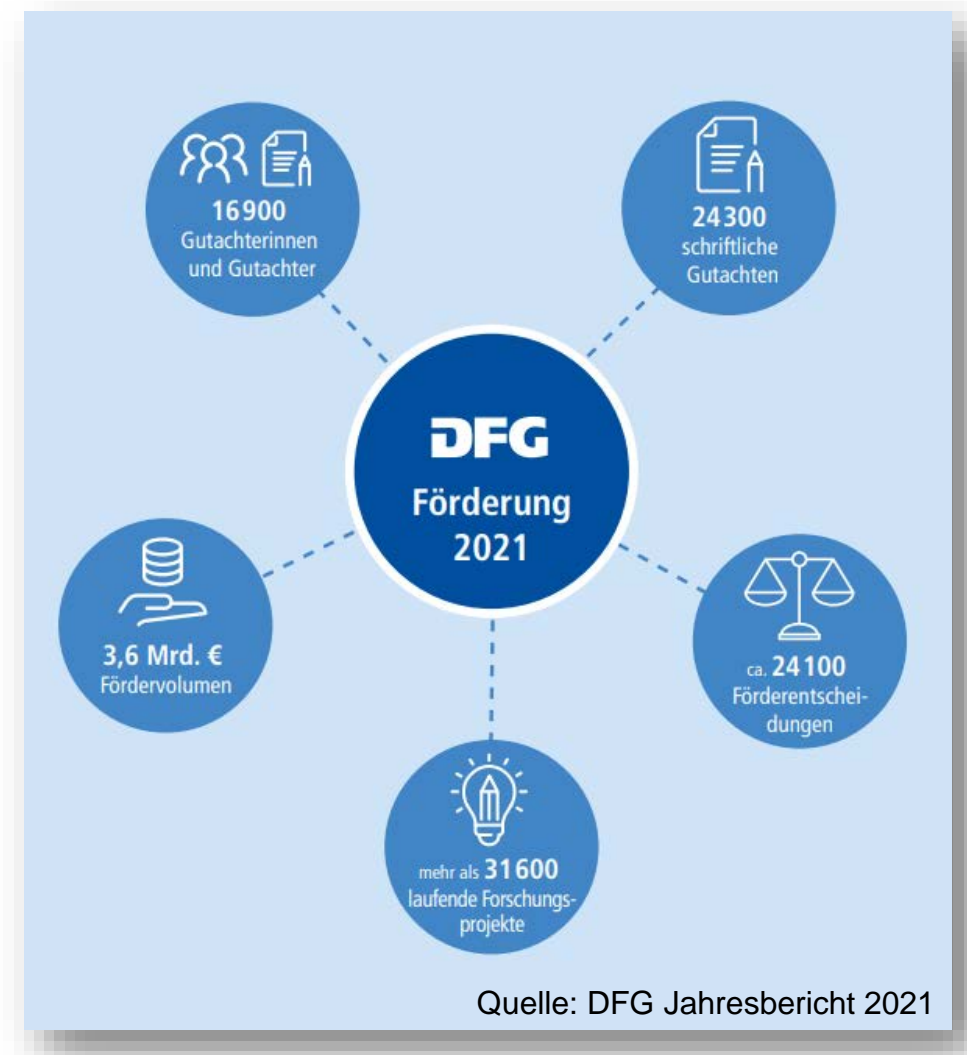 16900
Gutachterinnen
und Gutachter
24300
schriftliche
Gutachten
DFG
Förderung
2021
3,6 Mrd. €
Fördervolumen
ca. 24100
Förderentschei-
dungen
mehr als 31600
laufende Forschungs-
projekte
Quelle: DFG Jahresbericht 2021